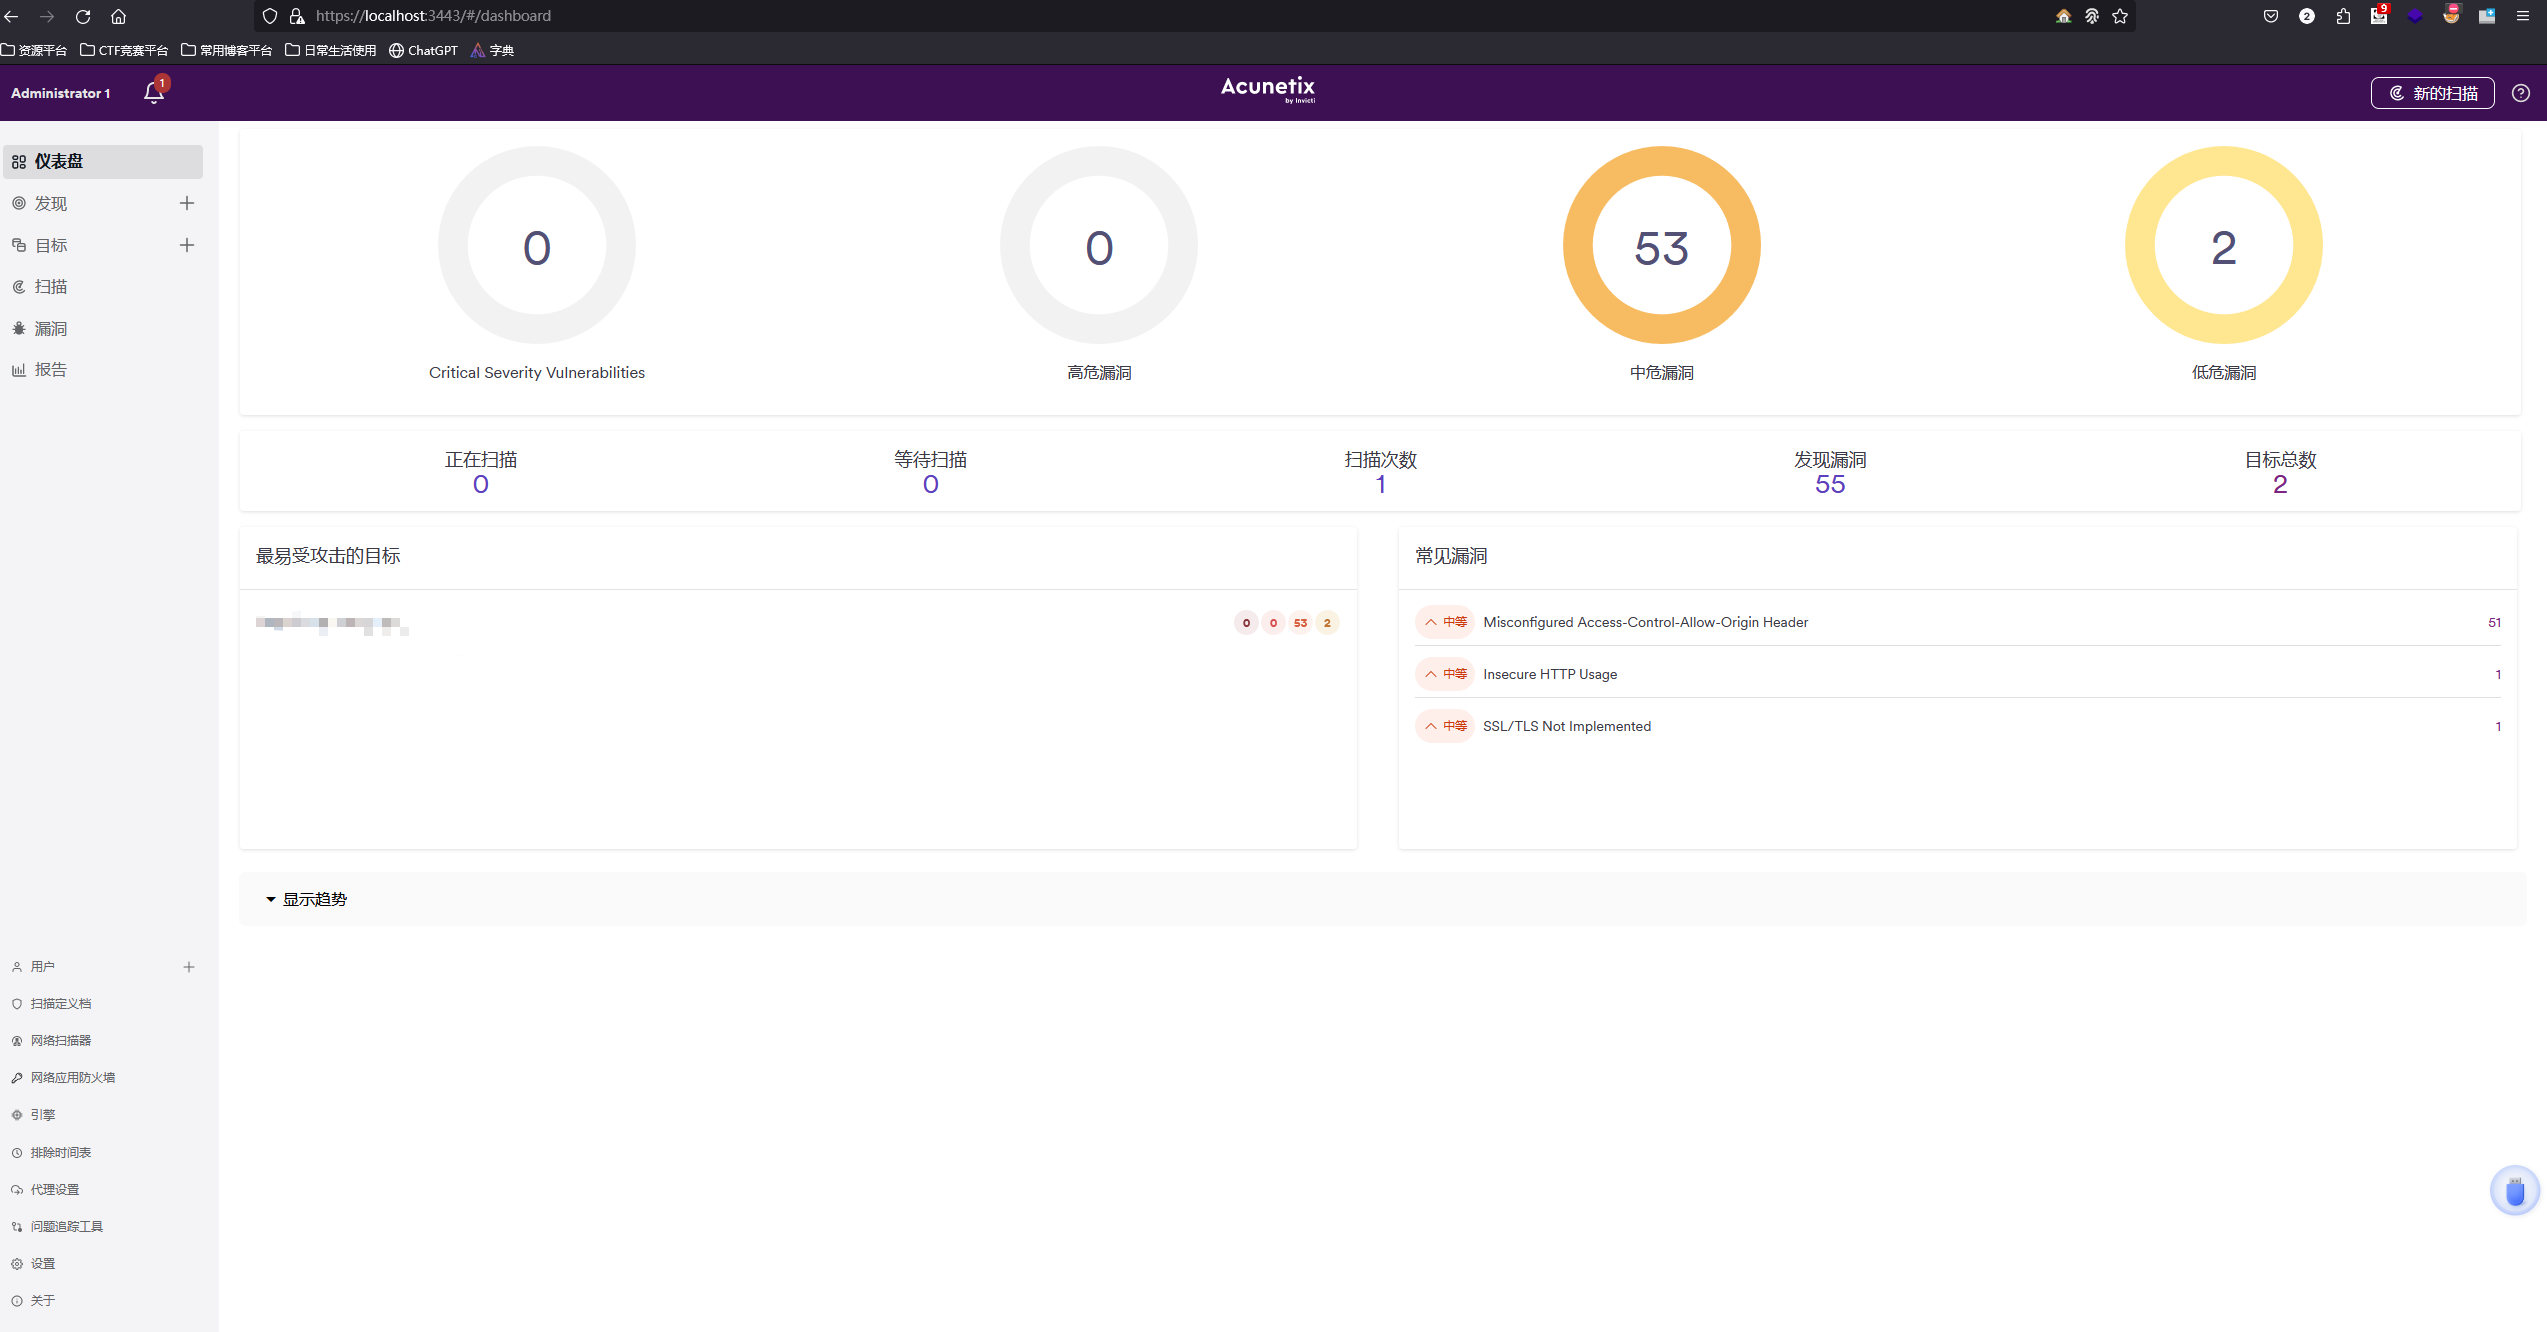 https://localhost:3443/#/dashboard
2
9
资源平台 CTF竞赛平台 常用博客平台 日常生活使用 ChatGPT 字典
Administrator 1
1
Acunetix
by Invicti
新的扫描
仪表盘
发现
目标
扫描
漏洞
报告
用户
扫描定义档
网络扫描器
网络应用防火墙
引擎
排除时间表
代理设置
问题追踪工具
设置
关于
0
Critical Severity Vulnerabilities
0
高危漏洞
53
中危漏洞
2
低危漏洞
正在扫描
0
等待扫描
0
扫描次数
1
发现漏洞
55
目标总数
2
最易受攻击的目标
0 0 53 2
常见漏洞
中等 Misconfigured Access-Control-Allow-Origin Header 51
中等 Insecure HTTP Usage 1
中等 SSL/TLS Not Implemented 1
显示趋势